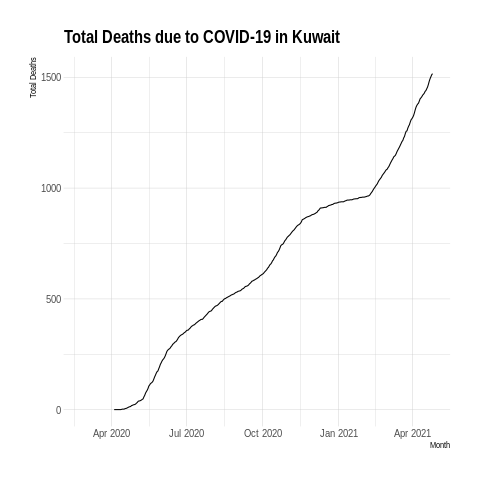 Total Deaths due to COVID-19 in Kuwait
Total Deaths
1500
1000
500
0
Apr 2020 Jul 2020 Oct 2020 Jan 2021 Apr 2021
Month